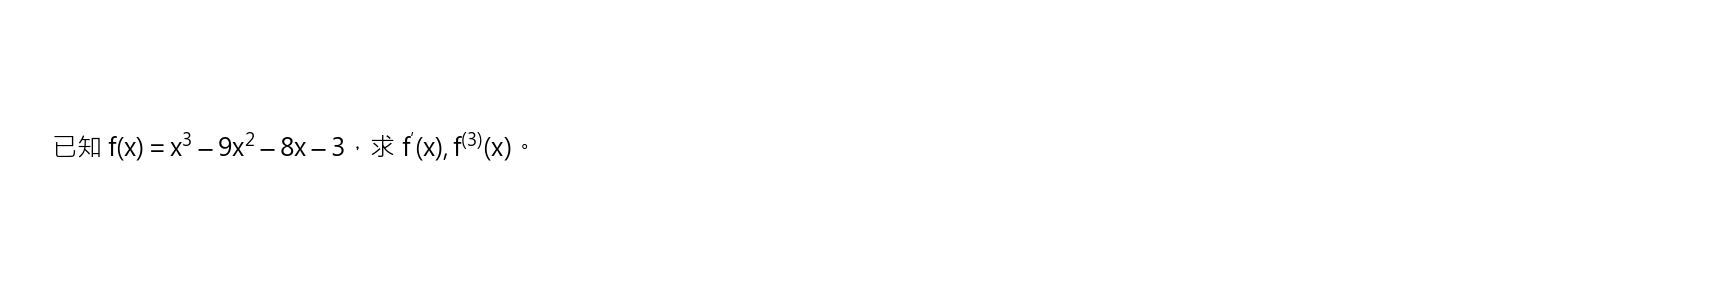 已知 f(x) = x³ – 9x² – 8x – 3，求 f′(x), f⁽³⁾(x)。